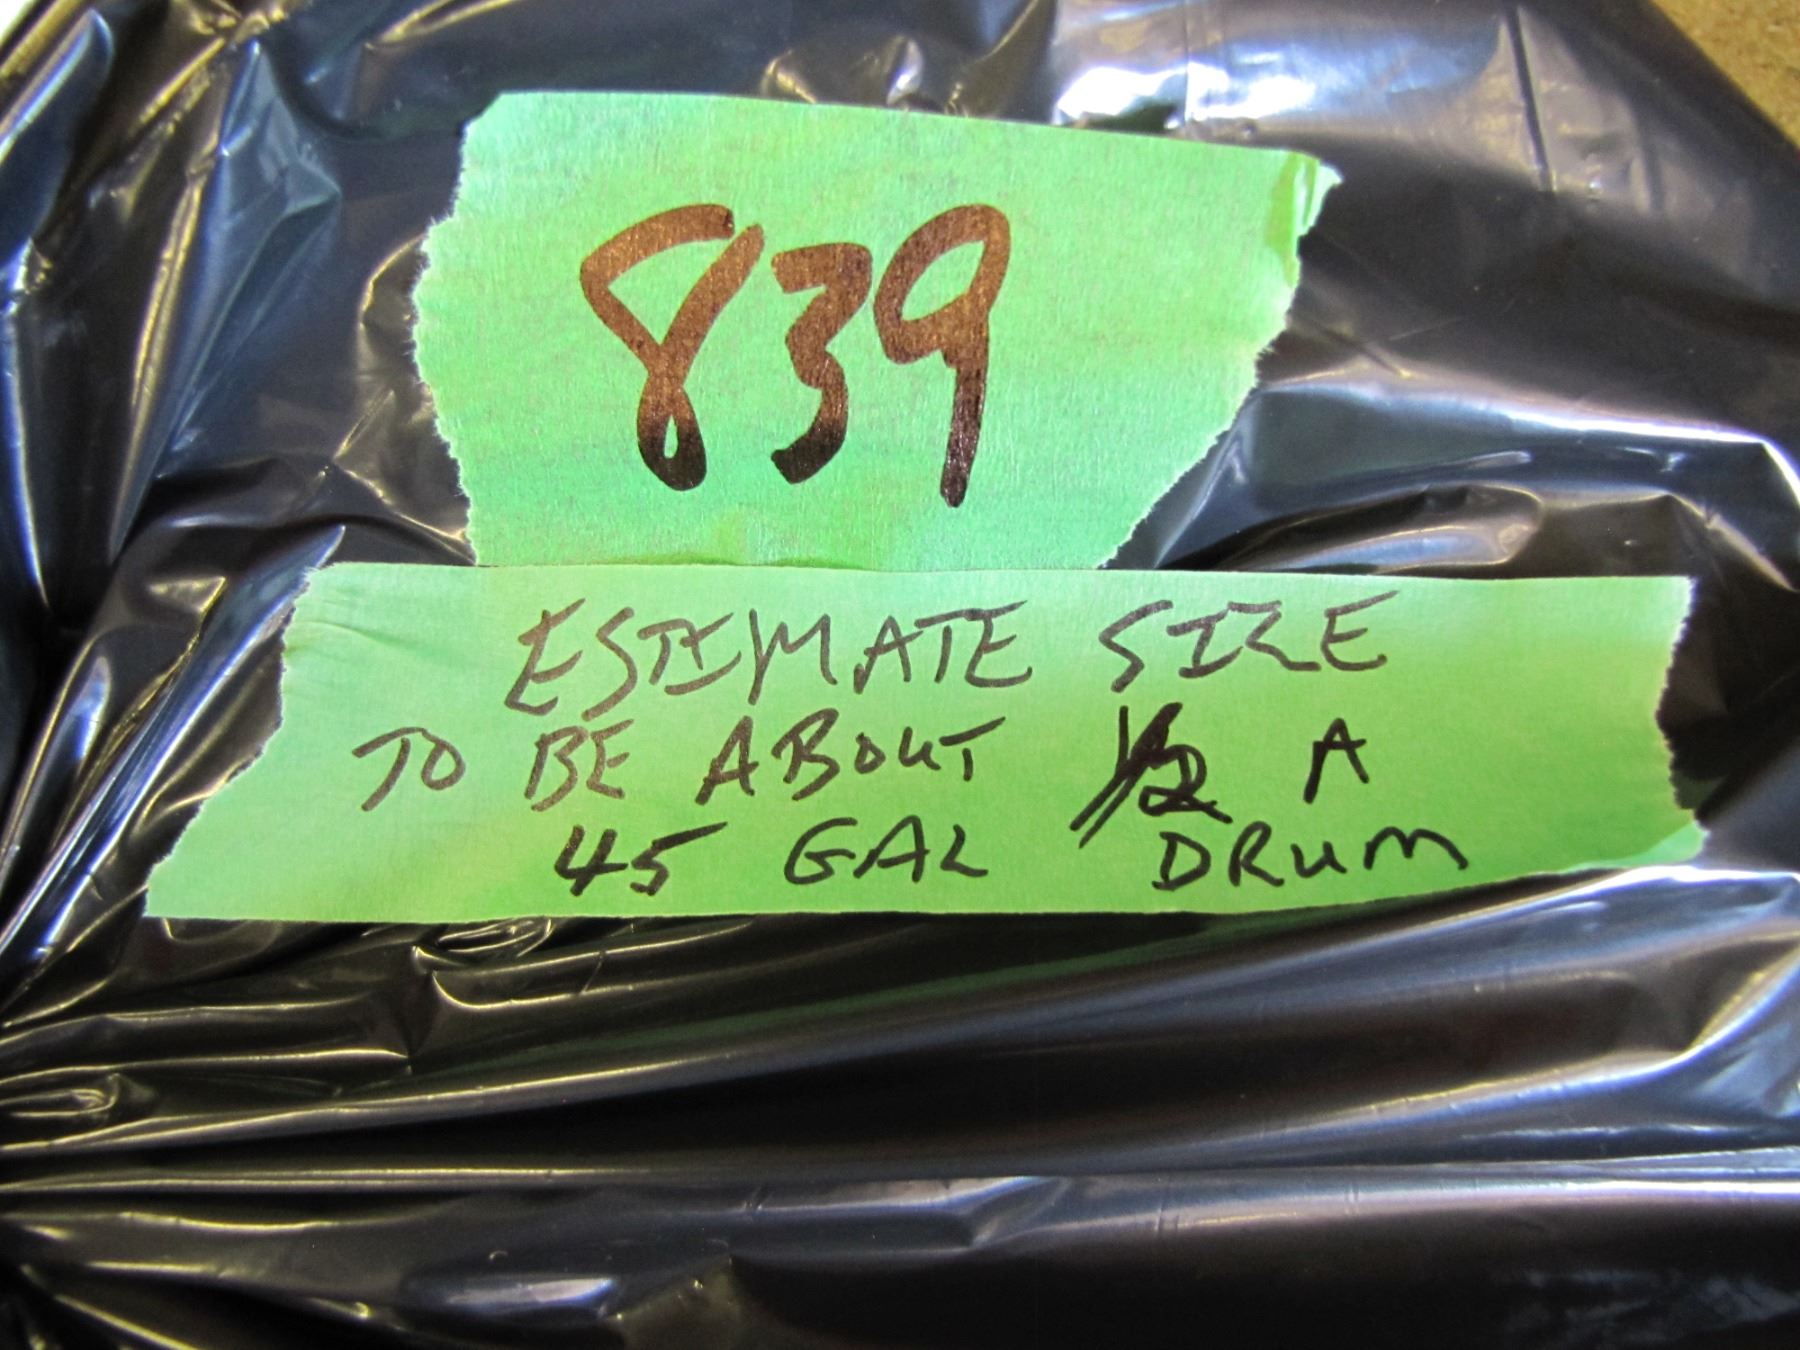 839
ESTIMATE SIZE
TO BE ABOUT 1/2 A
45 GAL DRUM